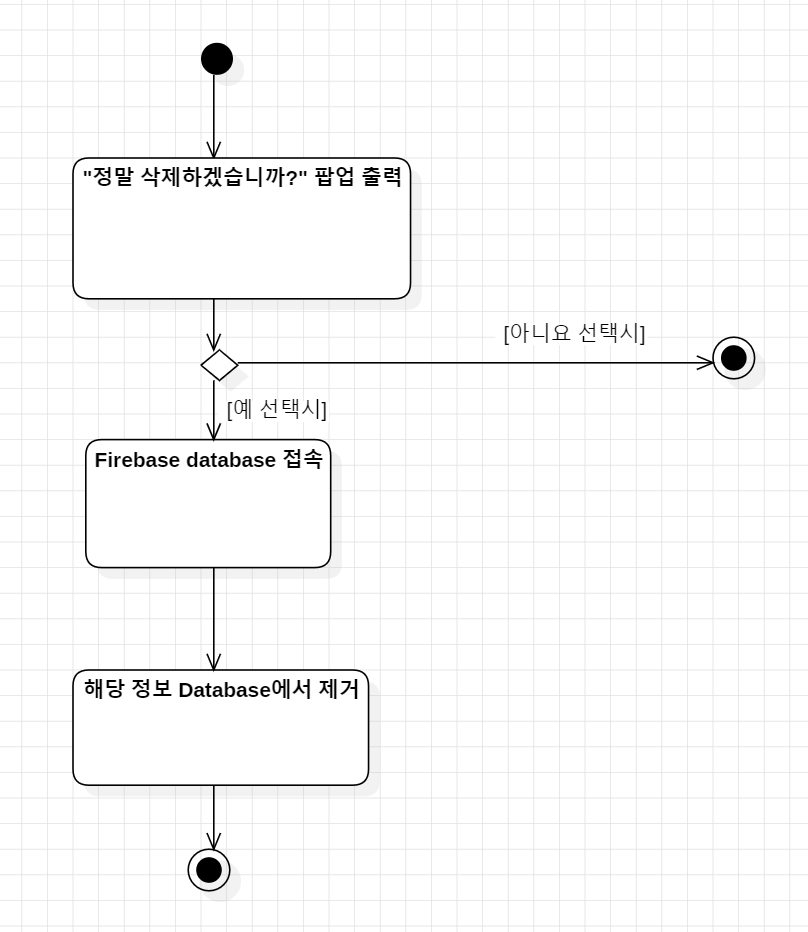 "정말 삭제하겠습니까?" 팝업 출력
[아니요 선택시]
[예 선택시]
Firebase database 접속
해당 정보 Database에서 제거